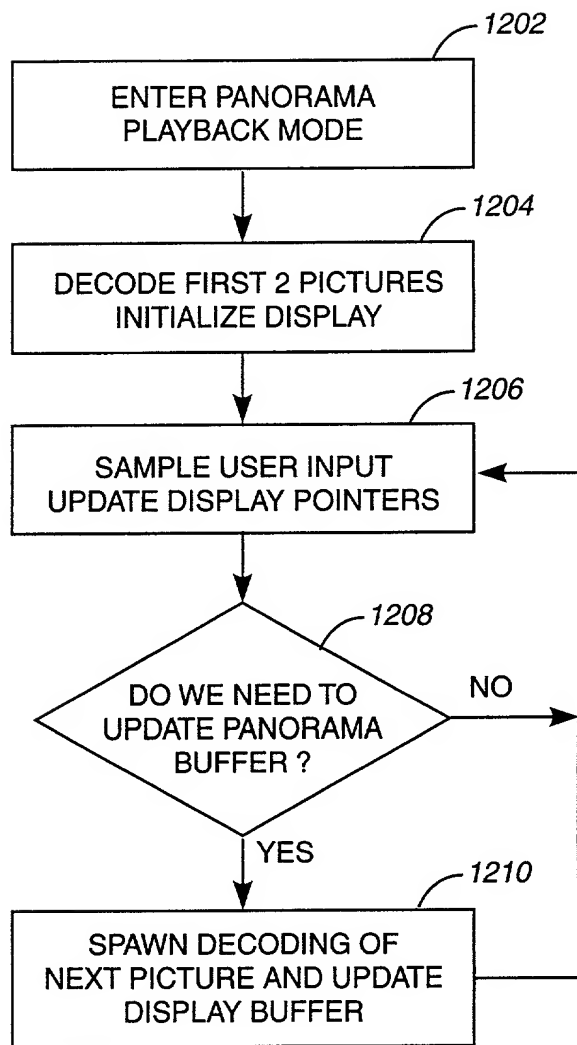 1202
ENTER PANORAMA
PLAYBACK MODE
1204
DECODE FIRST 2 PICTURES
INITIALIZE DISPLAY
1206
SAMPLE USER INPUT
UPDATE DISPLAY POINTERS
1208
DO WE NEED TO
UPDATE PANORAMA
BUFFER ?
NO
YES
1210
SPAWN DECODING OF
NEXT PICTURE AND UPDATE
DISPLAY BUFFER